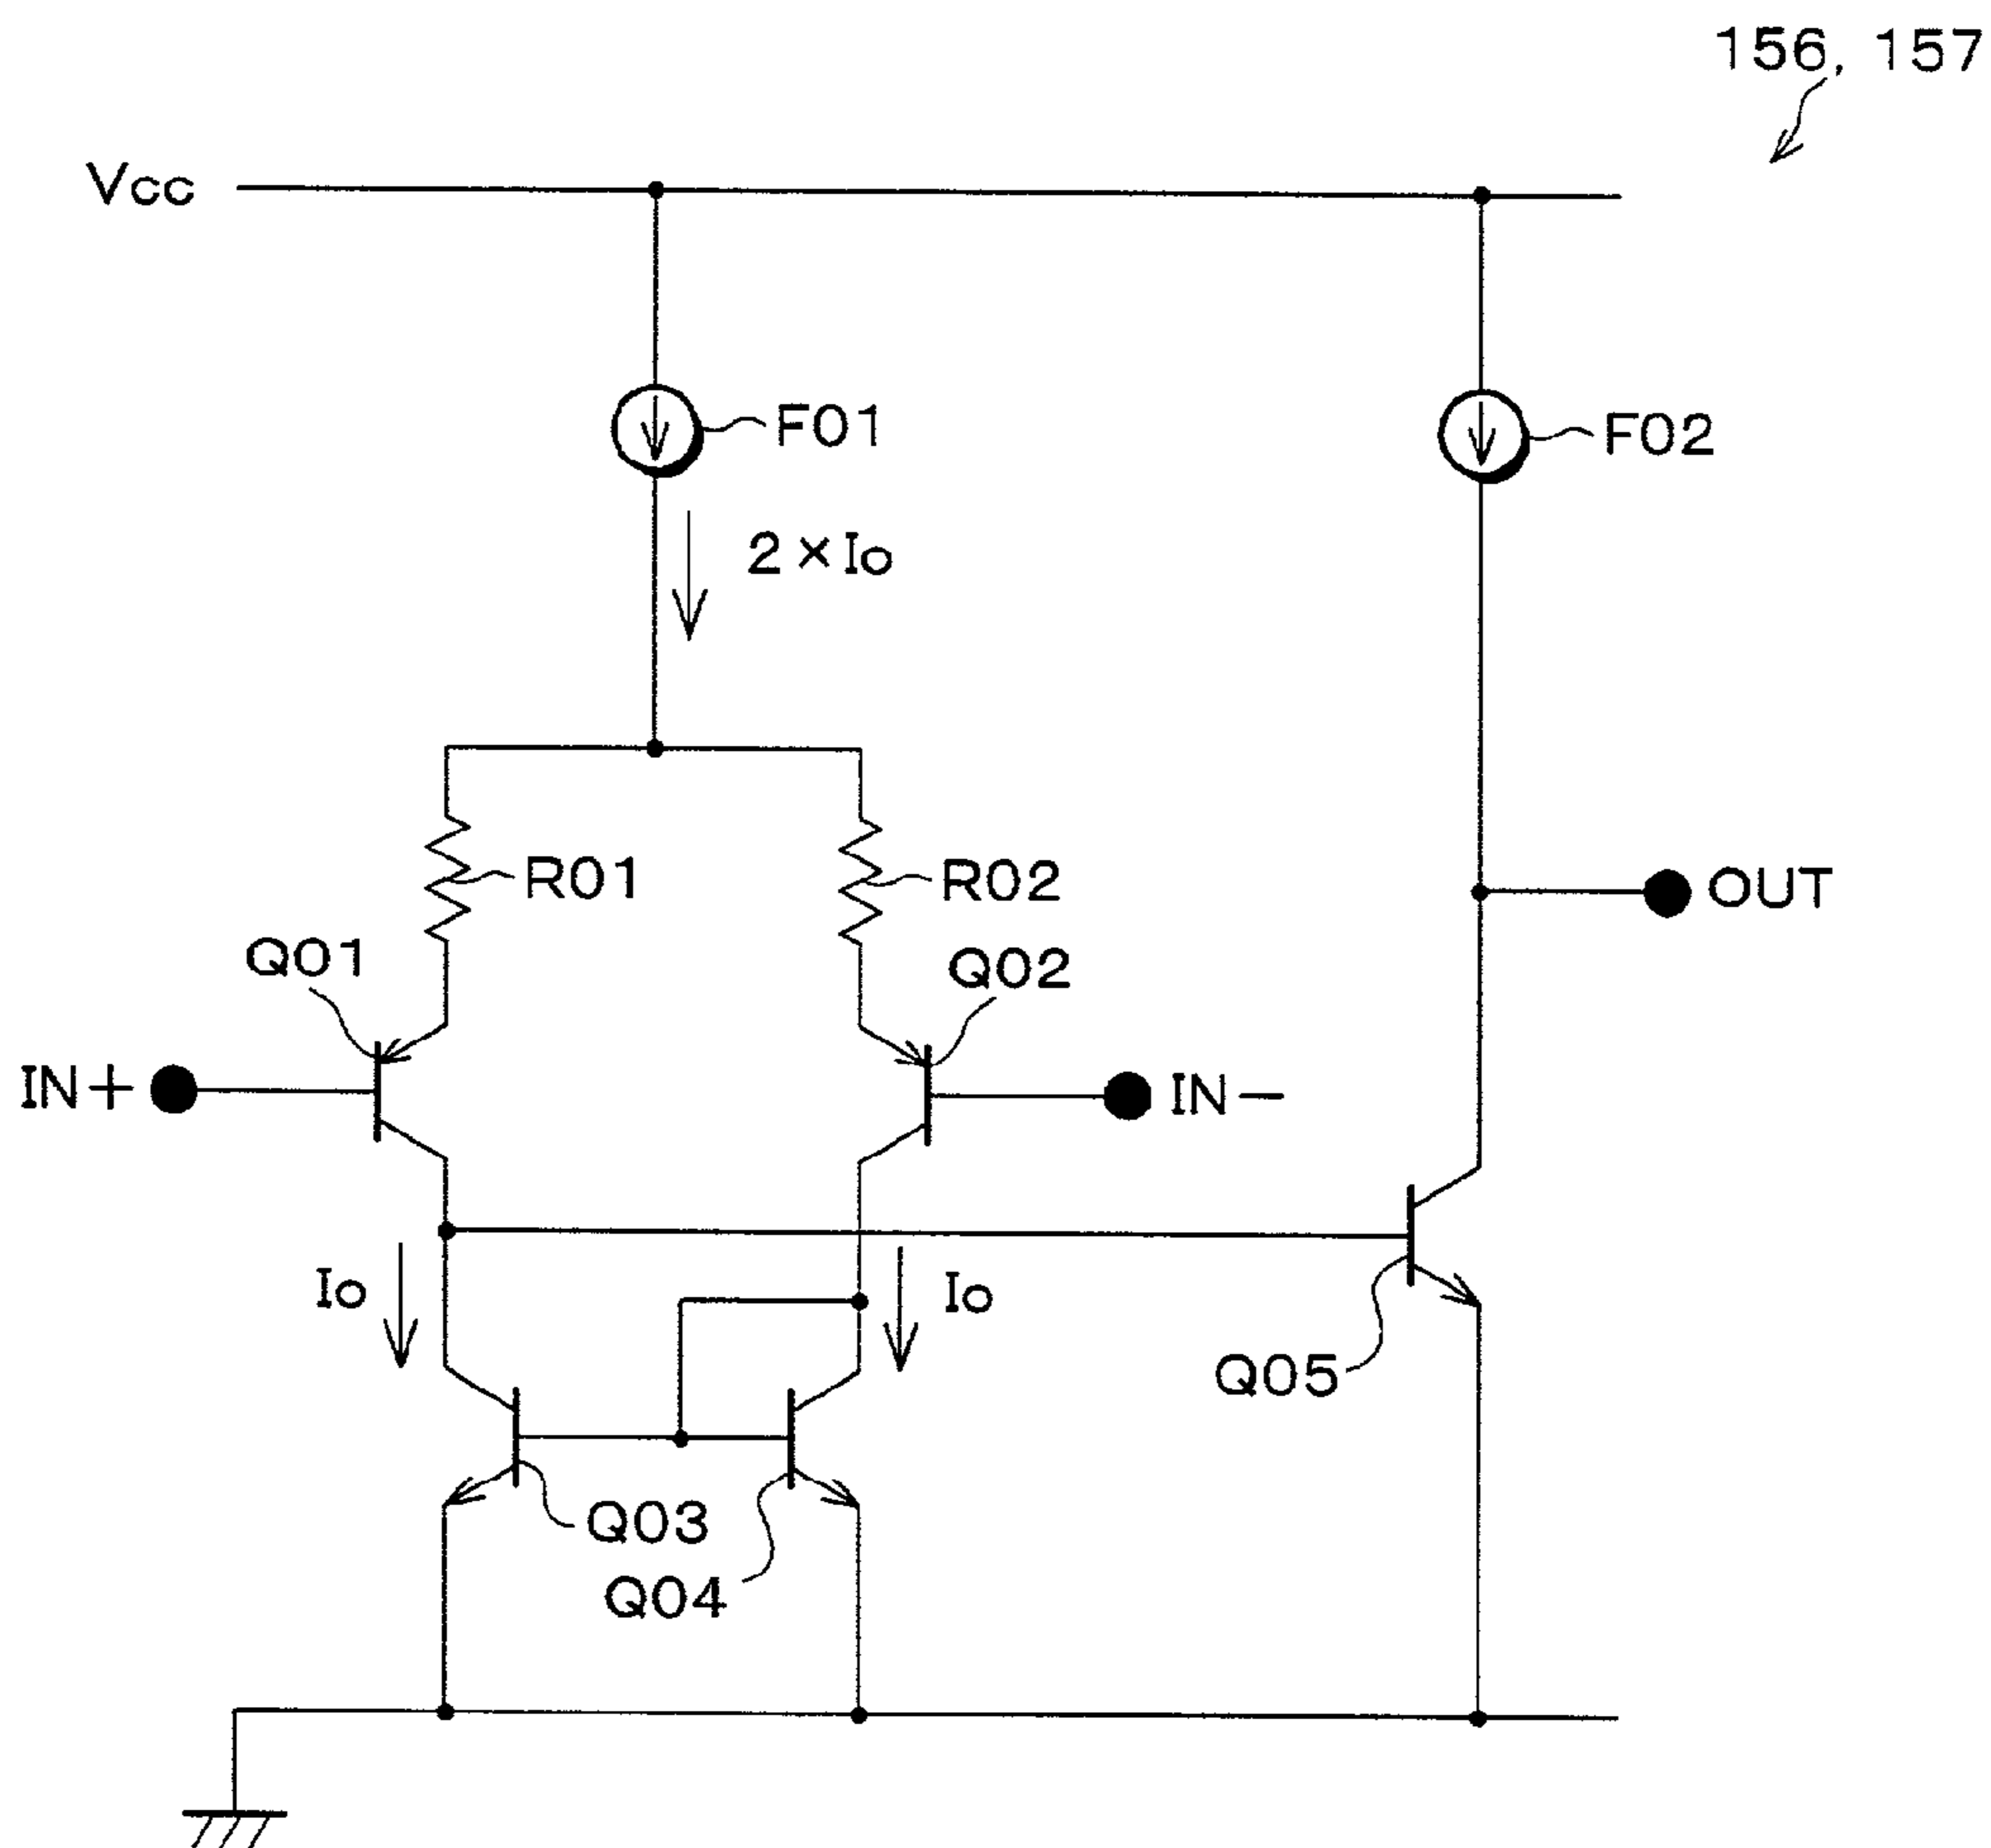 156, 157
Vcc
F01
F02
2×Io
R01
R02
OUT
Q01
Q02
IN+
IN−
Io
Io
Q05
Q03
Q04